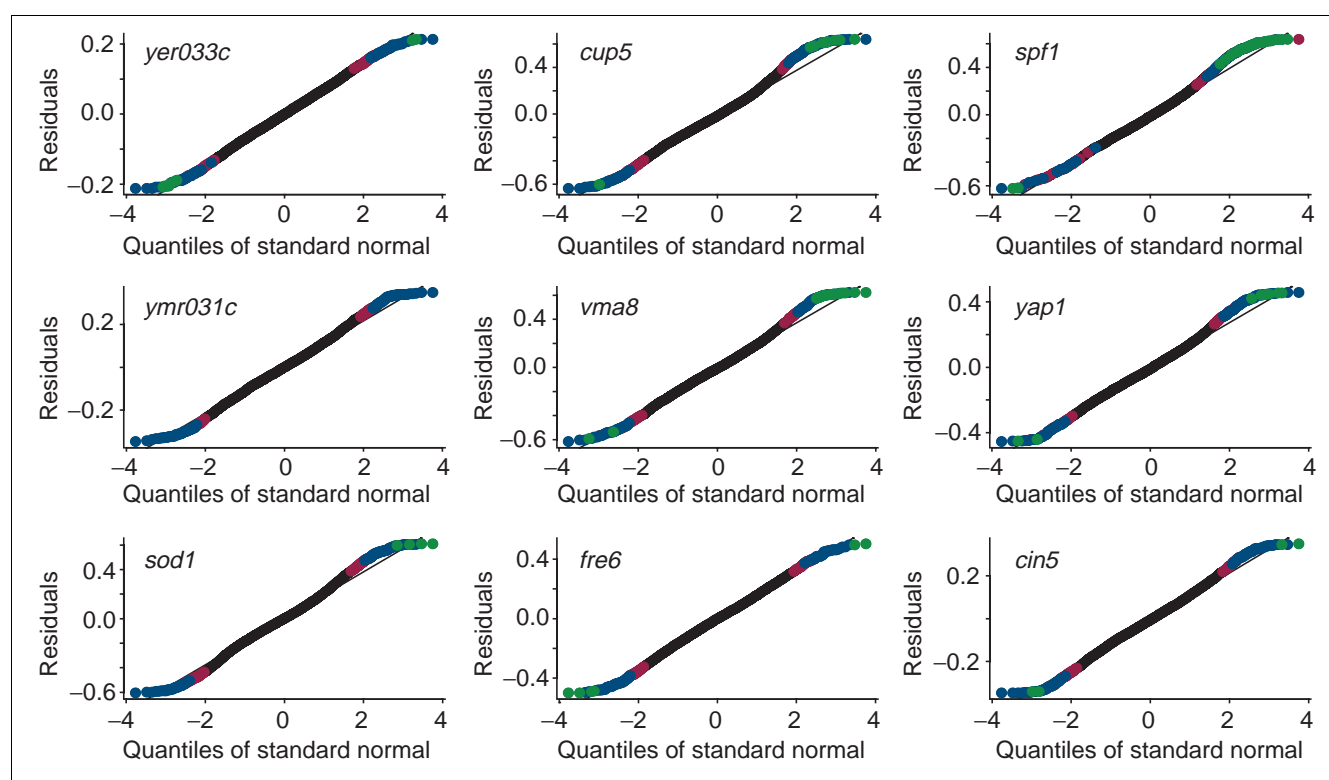 yer033c
Residuals
0.2
0.0
−0.2
−4 −2 0 2 4
Quantiles of standard normal
cup5
Residuals
0.4
0.0
−0.6
−4 −2 0 2 4
Quantiles of standard normal
spf1
Residuals
0.4
0.0
−0.6
−4 −2 0 2 4
Quantiles of standard normal
ymr031c
Residuals
0.2
−0.2
−4 −2 0 2 4
Quantiles of standard normal
vma8
Residuals
0.4
0.0
−0.6
−4 −2 0 2 4
Quantiles of standard normal
yap1
Residuals
0.4
0.0
−0.4
−4 −2 0 2 4
Quantiles of standard normal
sod1
Residuals
0.4
0.0
−0.6
−4 −2 0 2 4
Quantiles of standard normal
fre6
Residuals
0.4
0.0
−0.4
−4 −2 0 2 4
Quantiles of standard normal
cin5
Residuals
0.2
−0.2
−4 −2 0 2 4
Quantiles of standard normal